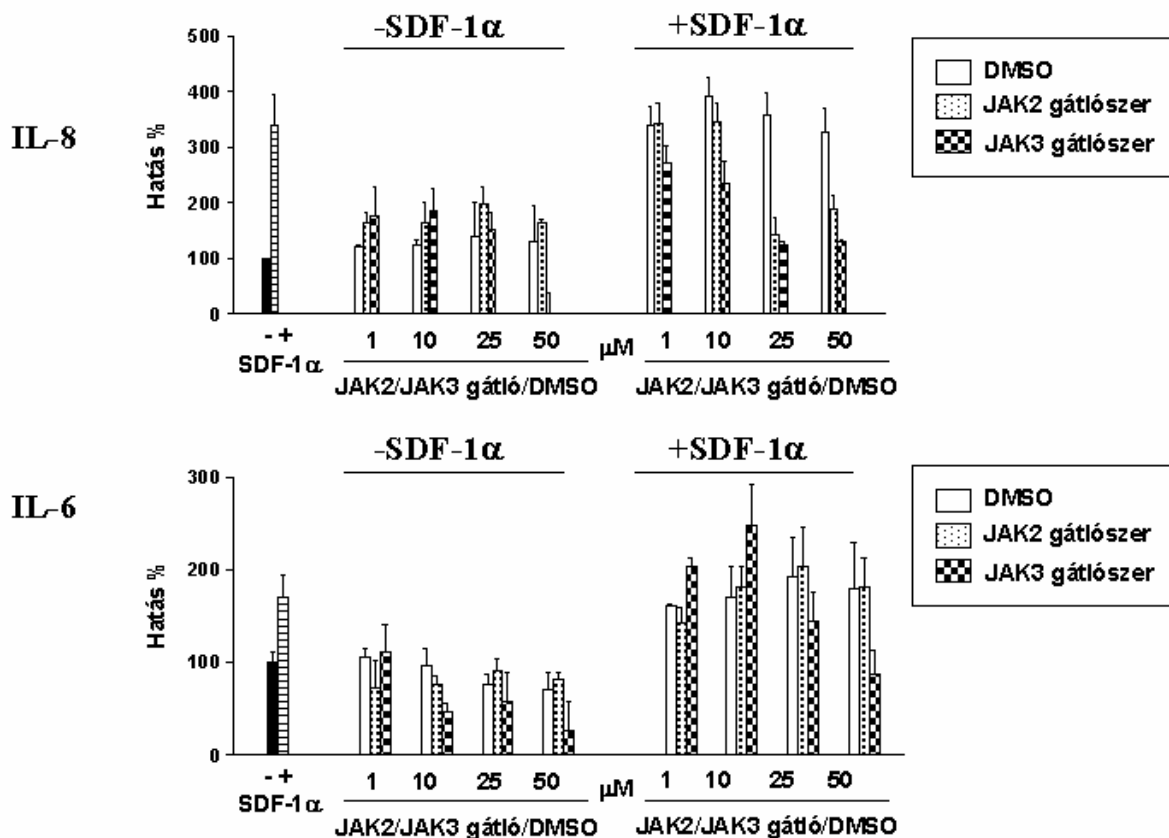 -SDF-1α +SDF-1α
IL-8
Hatás %
500
400
300
200
100
0
- +
SDF-1α
1 10 25 50 µM 1 10 25 50
JAK2/JAK3 gátló/DMSO JAK2/JAK3 gátló/DMSO
DMSO
JAK2 gátlószer
JAK3 gátlószer
-SDF-1α +SDF-1α
IL-6
Hatás %
300
200
100
0
- +
SDF-1α
1 10 25 50 µM 1 10 25 50
JAK2/JAK3 gátló/DMSO JAK2/JAK3 gátló/DMSO
DMSO
JAK2 gátlószer
JAK3 gátlószer